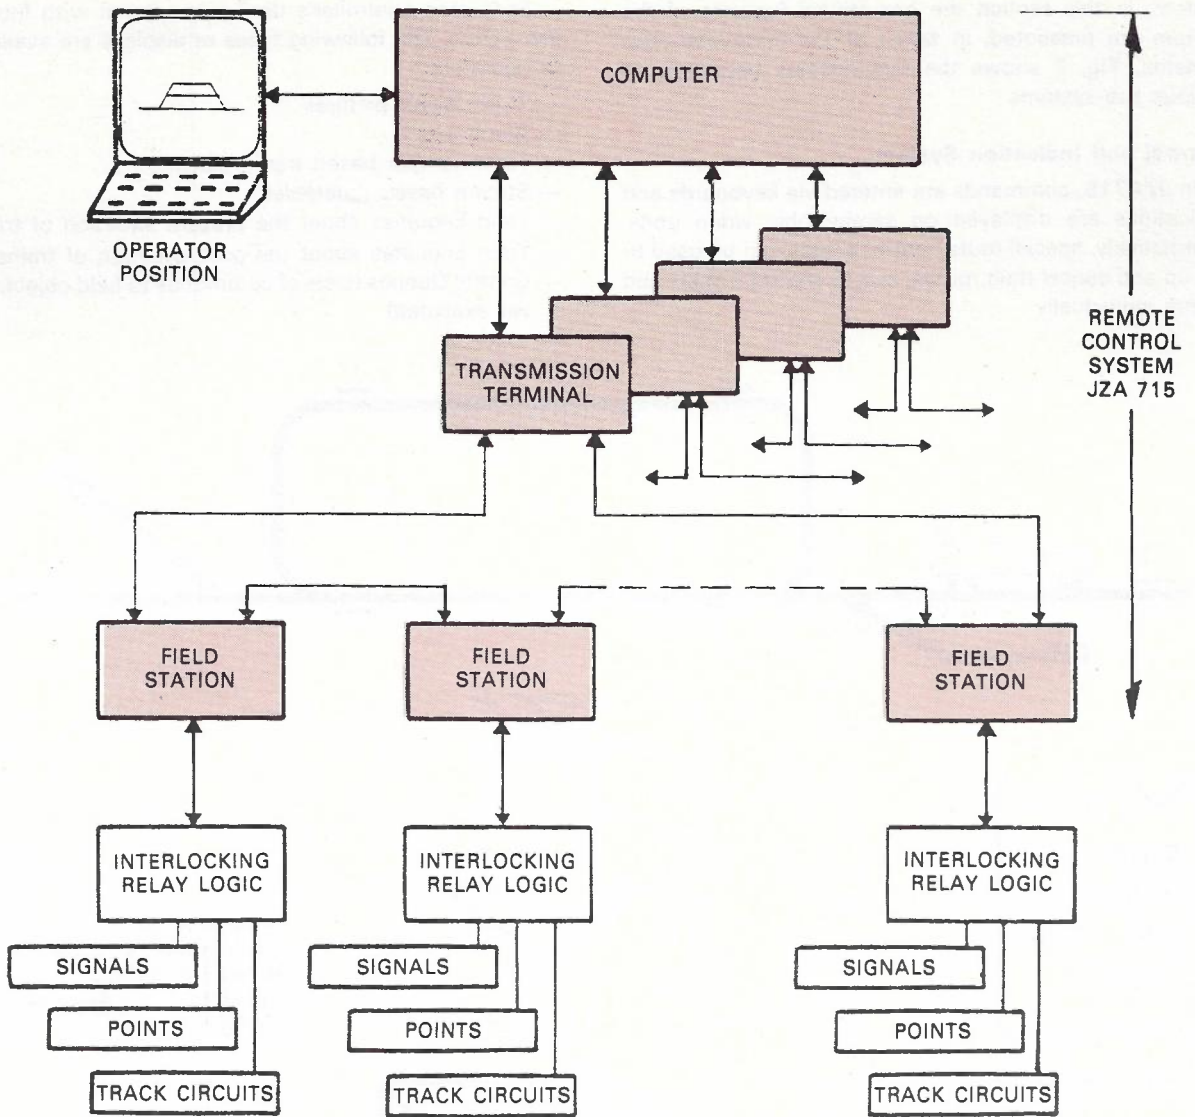 COMPUTER
OPERATOR
POSITION
TRANSMISSION
TERMINAL
REMOTE
CONTROL
SYSTEM
JZA 715
FIELD
STATION
FIELD
STATION
FIELD
STATION
INTERLOCKING
RELAY LOGIC
INTERLOCKING
RELAY LOGIC
INTERLOCKING
RELAY LOGIC
SIGNALS
SIGNALS
SIGNALS
POINTS
POINTS
POINTS
TRACK CIRCUITS
TRACK CIRCUITS
TRACK CIRCUITS